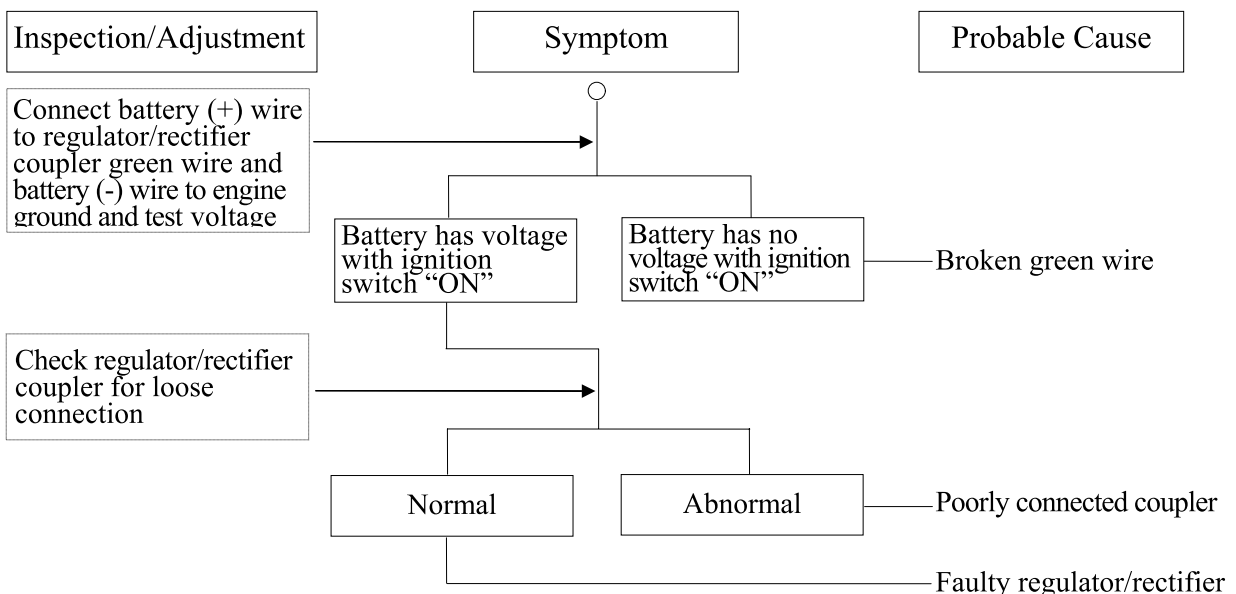 Inspection/Adjustment
Symptom
Probable Cause
Connect battery (+) wire
to regulator/rectifier
coupler green wire and
battery (-) wire to engine
ground and test voltage
Battery has voltage
with ignition
switch “ON”
Battery has no
voltage with ignition
switch “ON”
Broken green wire
Check regulator/rectifier
coupler for loose
connection
Normal
Abnormal
Poorly connected coupler
Faulty regulator/rectifier